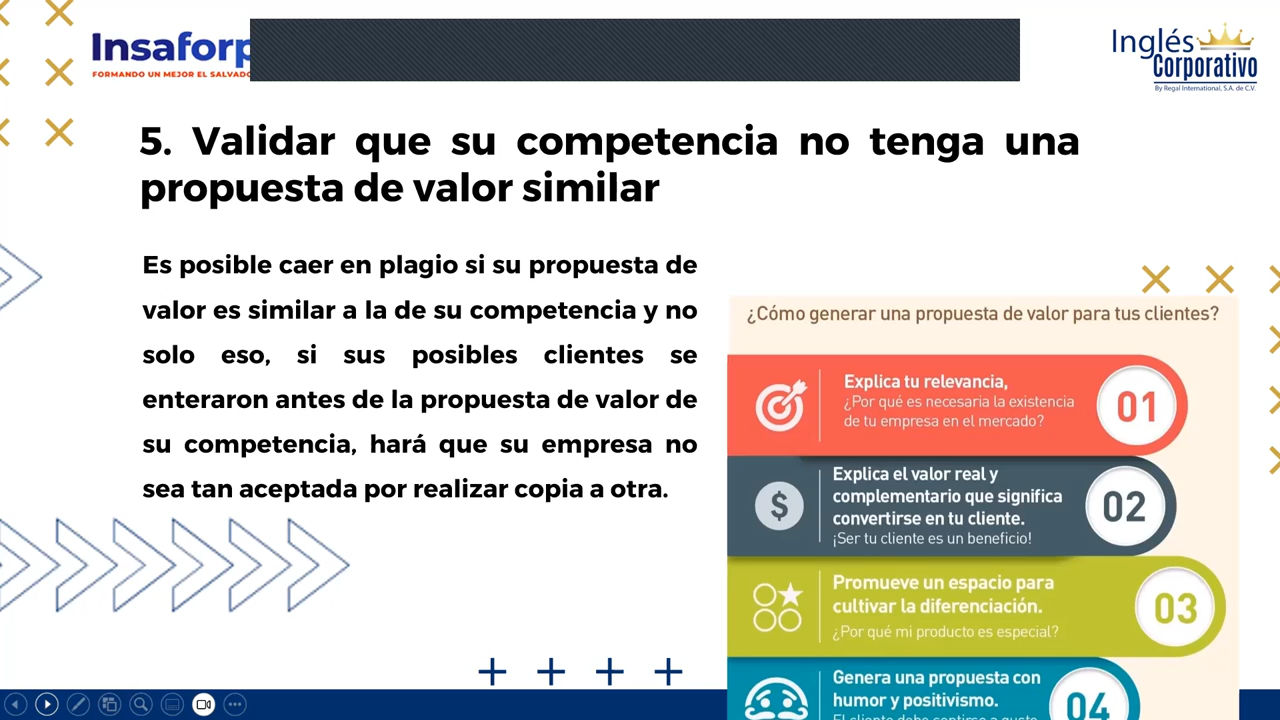 Insaforp
FORMANDO UN MEJOR EL SALVADO
Inglés
Corporativo
By Regal International, S.A. de C.V.
5. Validar que su competencia no tenga una
propuesta de valor similar
Es posible caer en plagio si su propuesta de
valor es similar a la de su competencia y no
solo eso, si sus posibles clientes se
enteraron antes de la propuesta de valor de
su competencia, hará que su empresa no
sea tan aceptada por realizar copia a otra.
¿Cómo generar una propuesta de valor para tus clientes?
Explica tu relevancia,
¿Por qué es necesaria la existencia
de tu empresa en el mercado?
01
Explica el valor real y
complementario que significa
convertirse en tu cliente.
¡Ser tu cliente es un beneficio!
$
02
Promueve un espacio para
cultivar la diferenciación.
¿Por qué mi producto es especial?
03
Genera una propuesta con
humor y positivismo.
El cliente debe sentirse a gusto
04